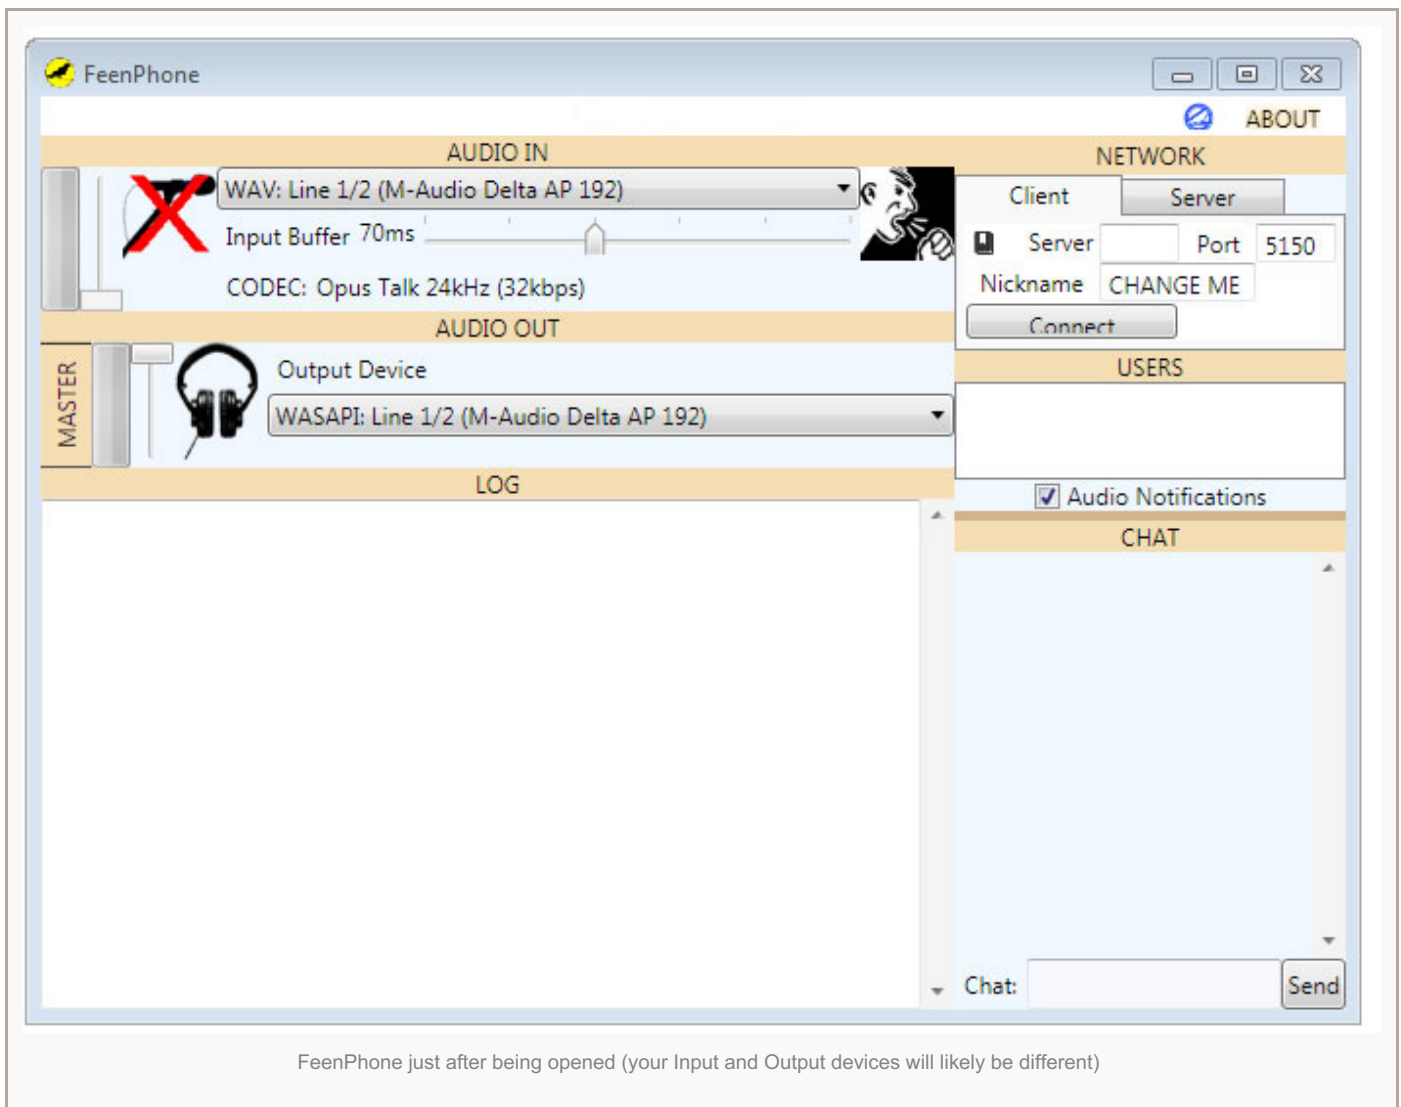 FeenPhone
ABOUT
AUDIO IN
WAV: Line 1/2 (M-Audio Delta AP 192)
Input Buffer 70ms
CODEC: Opus Talk 24kHz (32kbps)
AUDIO OUT
MASTER
Output Device
WASAPI: Line 1/2 (M-Audio Delta AP 192)
LOG
NETWORK
Client Server
Server Port 5150
Nickname CHANGE ME
Connect
USERS
Audio Notifications
CHAT
Chat: Send
FeenPhone just after being opened (your Input and Output devices will likely be different)